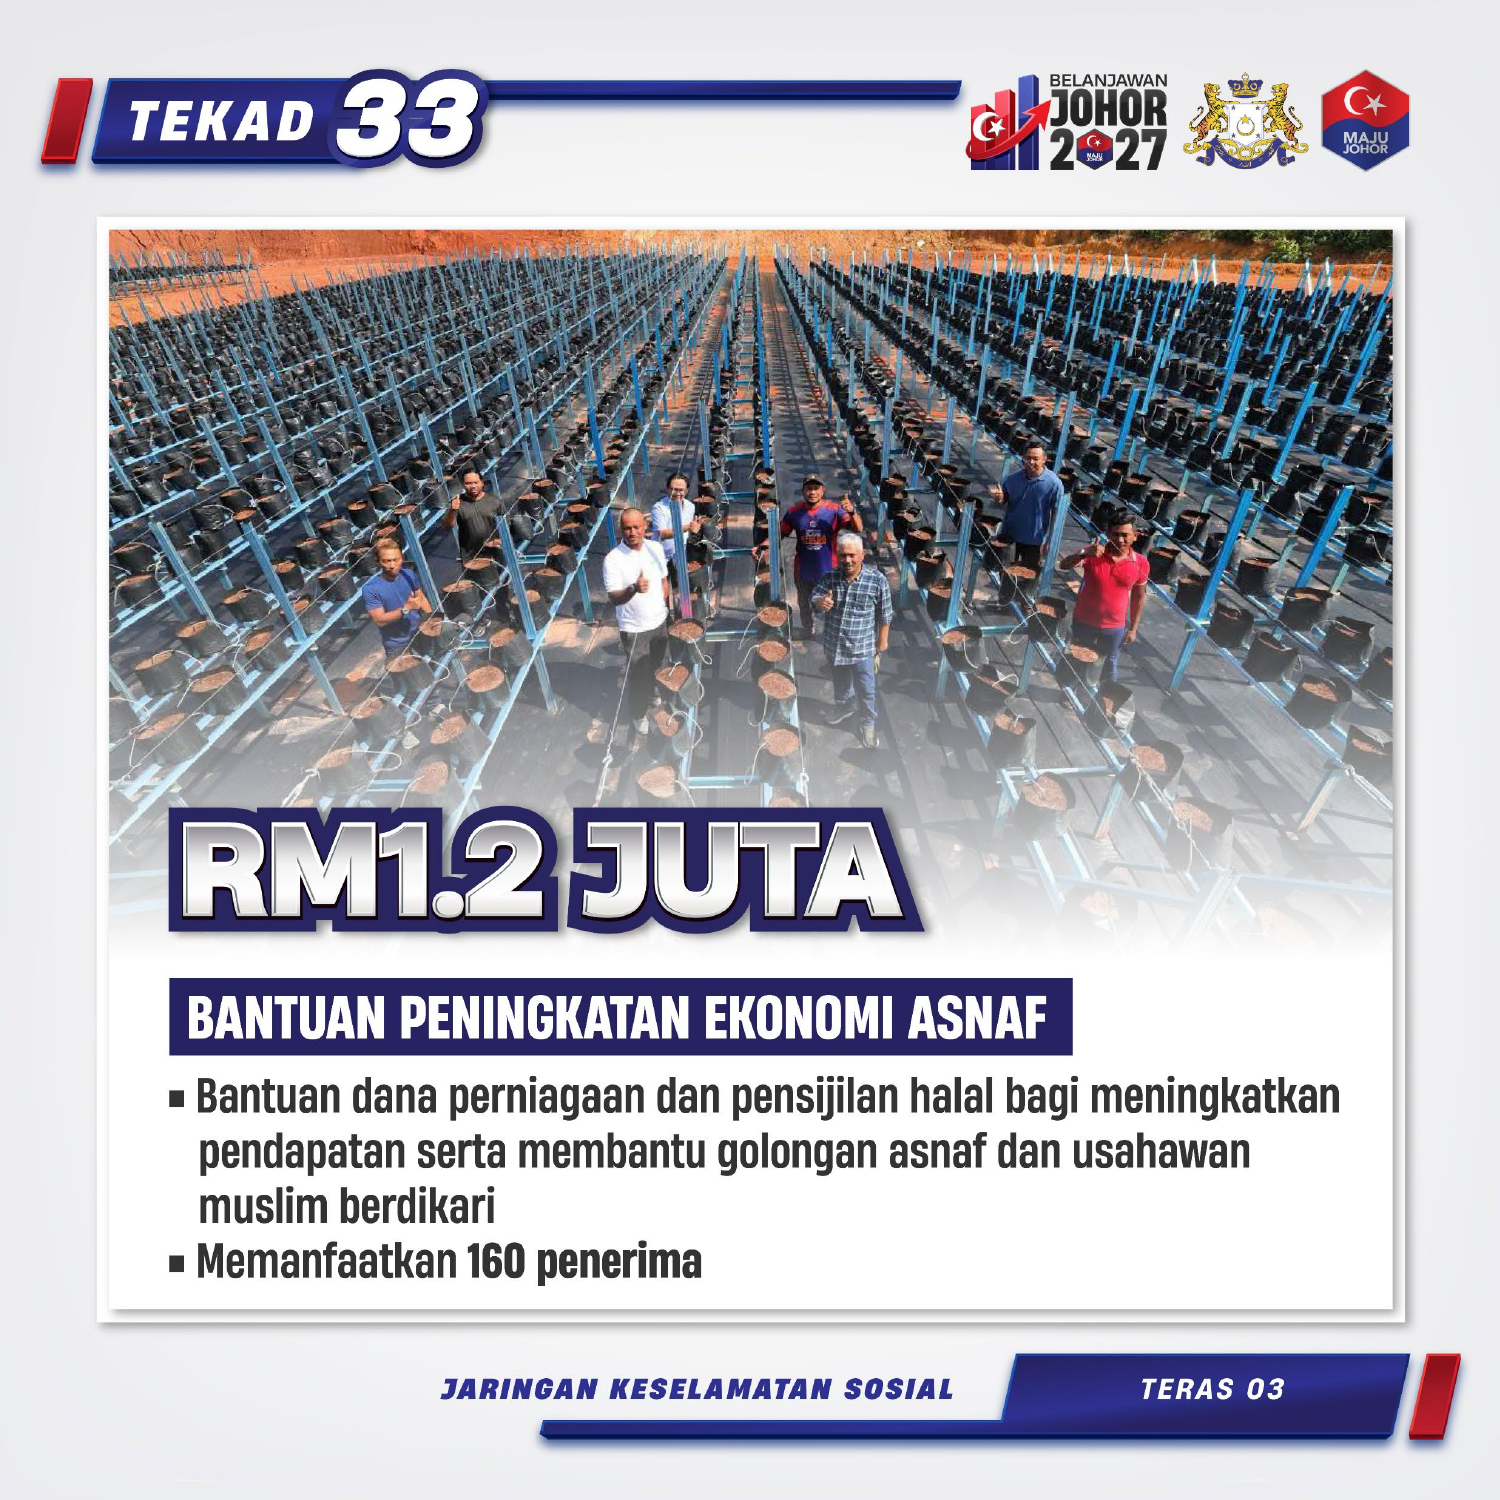 TEKAD 33
BELANJAWAN
JOHOR
2027
MAJU
JOHOR
RM1.2 JUTA
BANTUAN PENINGKATAN EKONOMI ASNAF
▪ Bantuan dana perniagaan dan pensijilan halal bagi meningkatkan
pendapatan serta membantu golongan asnaf dan usahawan
muslim berdikari
▪ Memanfaatkan 160 penerima
JARINGAN KESELAMATAN SOSIAL
TERAS 03